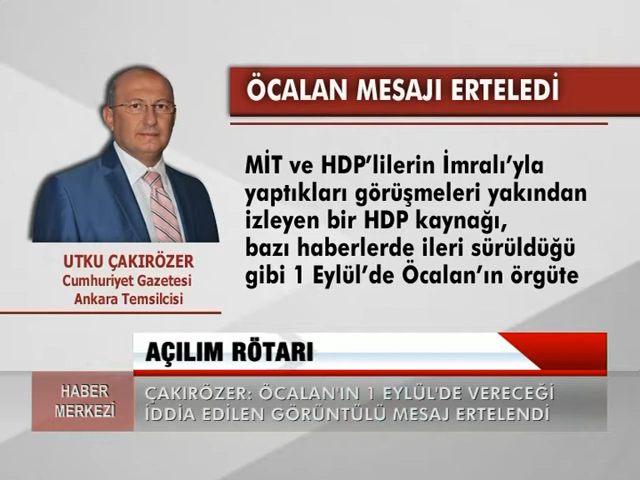 ÖCALAN MESAJI ERTELEDİ
MİT ve HDP'lilerin İmralı'yla
yaptıkları görüşmeleri yakından
izleyen bir HDP kaynağı,
bazı haberlerde ileri sürüldüğü
gibi 1 Eylül'de Öcalan'ın örgüte
UTKU ÇAKIRÖZER
Cumhuriyet Gazetesi
Ankara Temsilcisi
AÇILIM RÖTARI
HABER
MERKEZİ
ÇAKIRÖZER: ÖCALAN'IN 1 EYLÜL'DE VERECEĞİ
İDDİA EDİLEN GÖRÜNTÜLÜ MESAJ ERTELENDİ